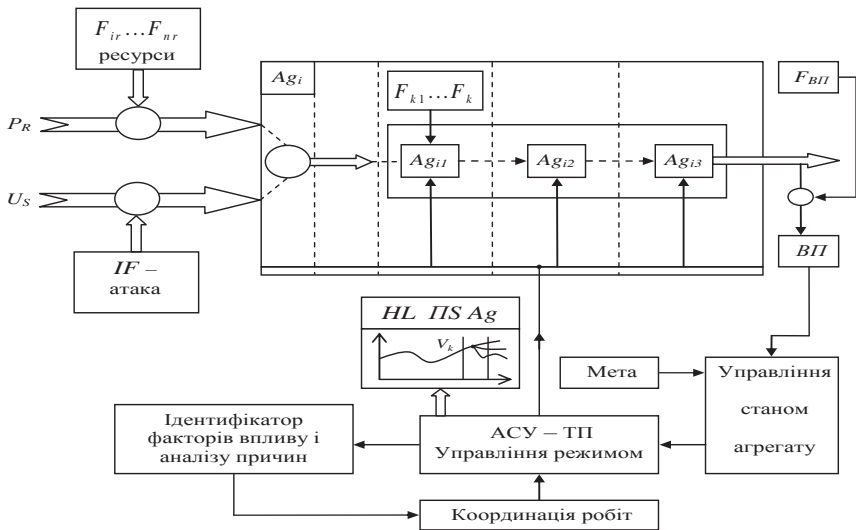 F_ir…F_nr
ресурси
Ag_i
F_k1…F_k
F_ВП
P_R
Ag_i1
Ag_i2
Ag_i3
U_S
IF –
атака
ВП
HL ПS Ag
V_k
Мета
Управління
станом
агрегату
Ідентифікатор
факторів впливу і
аналізу причин
АСУ – ТП
Управління режимом
Координація робіт